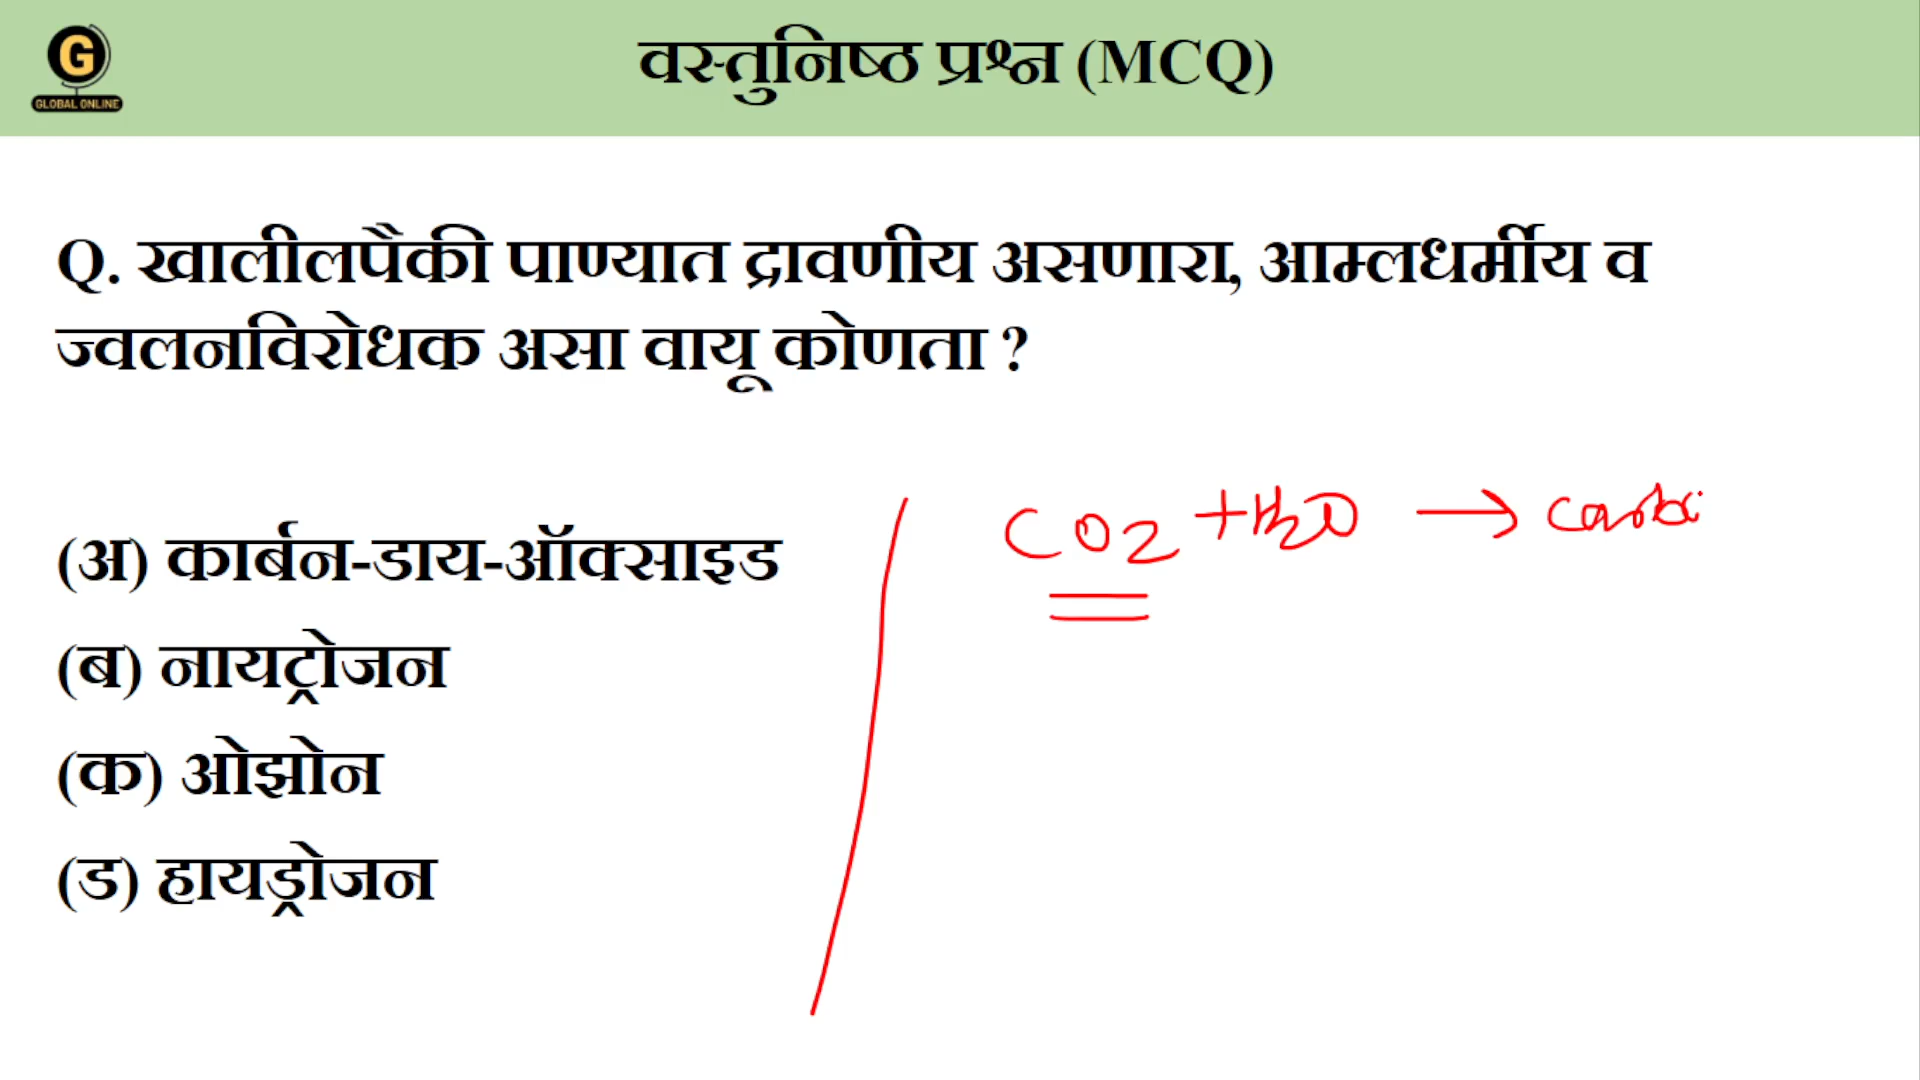 G
GLOBAL ONLINE
वस्तुनिष्ठ प्रश्न (MCQ)
Q. खालीलपैकी पाण्यात द्रावणीय असणारा, आम्लधर्मीय व
ज्वलनविरोधक असा वायू कोणता ?
CO2 +H2O → carbo
(अ) कार्बन-डाय-ऑक्साइड
(ब) नायट्रोजन
(क) ओझोन
(ड) हायड्रोजन